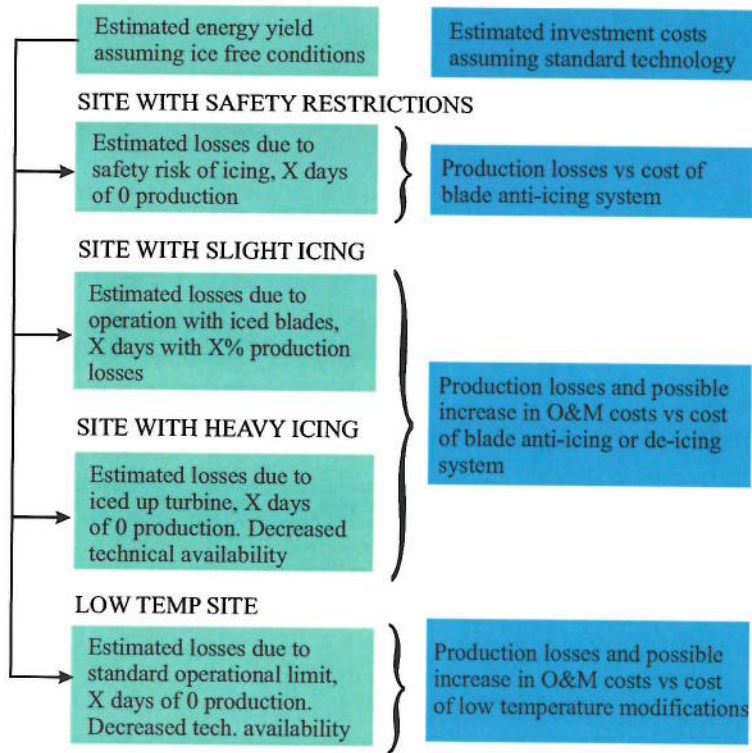 Estimated energy yield
assuming ice free conditions
Estimated investment costs
assuming standard technology
SITE WITH SAFETY RESTRICTIONS
Estimated losses due to
safety risk of icing, X days
of 0 production
Production losses vs cost of
blade anti-icing system
SITE WITH SLIGHT ICING
Estimated losses due to
operation with iced blades,
X days with X% production
losses
SITE WITH HEAVY ICING
Estimated losses due to
iced up turbine, X days
of 0 production. Decreased
technical availability
Production losses and possible
increase in O&M costs vs cost
of blade anti-icing or de-icing
system
LOW TEMP SITE
Estimated losses due to
standard operational limit,
X days of 0 production.
Decreased tech. availability
Production losses and possible
increase in O&M costs vs cost
of low temperature modifications